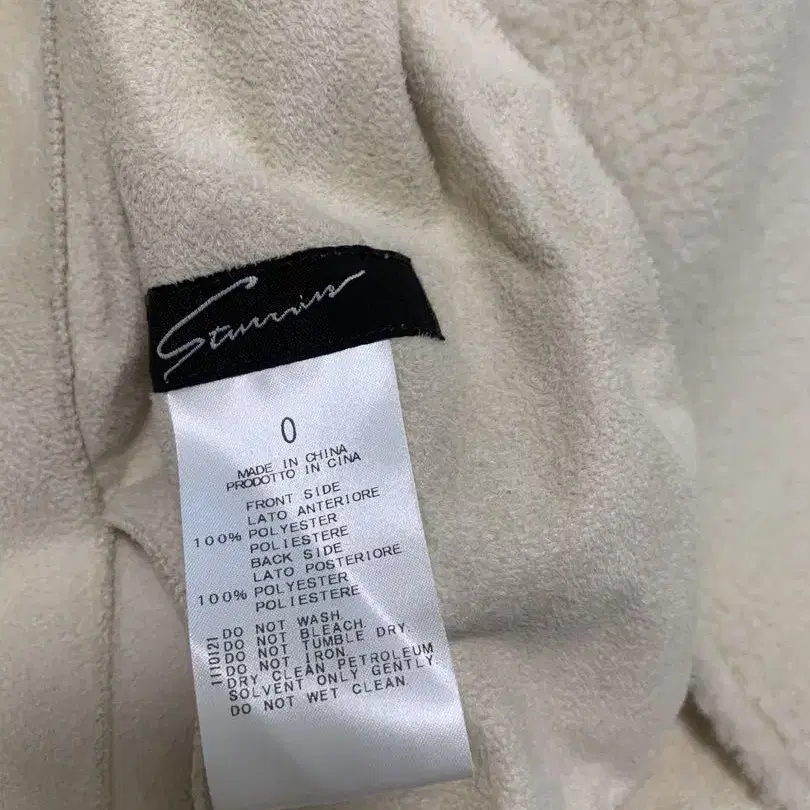 0
MADE IN CHINA
PRODOTTO IN CINA
FRONT SIDE
LATO ANTERIORE
100% POLYESTER
POLIESTERE
BACK SIDE
LATO POSTERIORE
100% POLYESTER
POLIESTERE
DO NOT WASH.
DO NOT BLEACH.
DO NOT TUMBLE DRY.
DO NOT IRON.
DRY CLEAN PETROLEUM
SOLVENT ONLY GENTLY
DO NOT WET CLEAN.